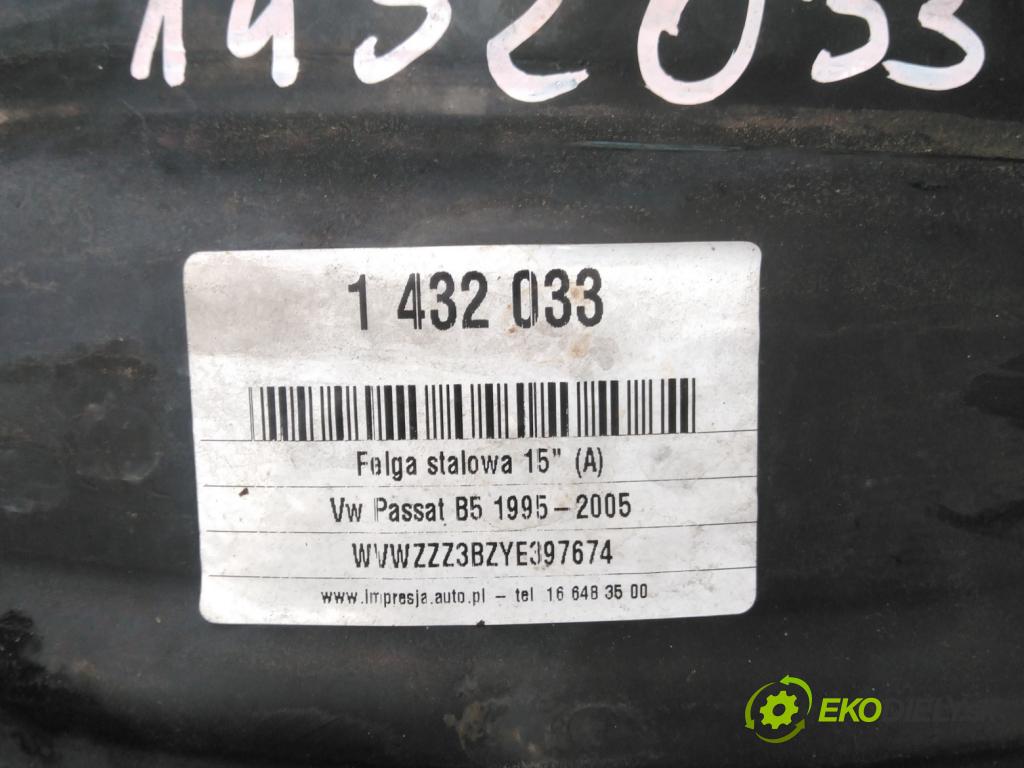 1432033
1 432 033
Felga stalowa 15" (A)
Vw Passat B5 1995-2005
WVWZZZ3BZYE397674
www.impresja.auto.pl - tel 16 648 35 00
EKODIELY.SK